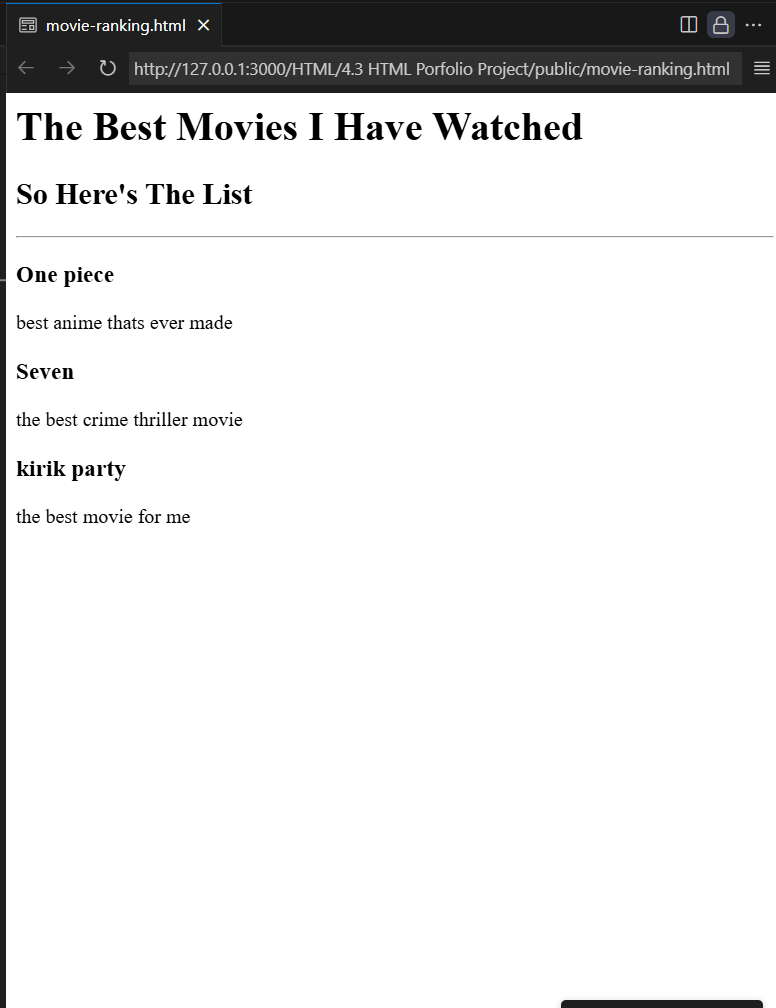 movie-ranking.html
http://127.0.0.1:3000/HTML/4.3 HTML Porfolio Project/public/movie-ranking.html
The Best Movies I Have Watched
So Here's The List
One piece
best anime thats ever made
Seven
the best crime thriller movie
kirik party
the best movie for me